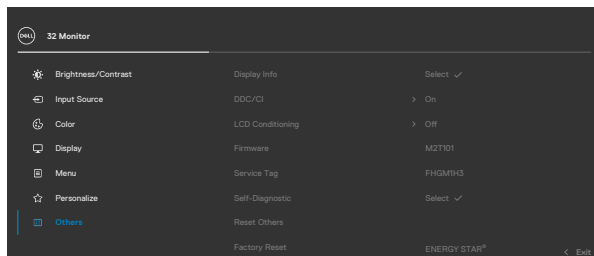 DELL
32 Monitor
Brightness/Contrast Display Info Select
Input Source DDC/CI > On
Color LCD Conditioning > Off
Display Firmware M2T101
Menu Service Tag FHGM1H3
Personalize Self-Diagnostic Select
Others Reset Others
Factory Reset ENERGY STAR®
< Exit